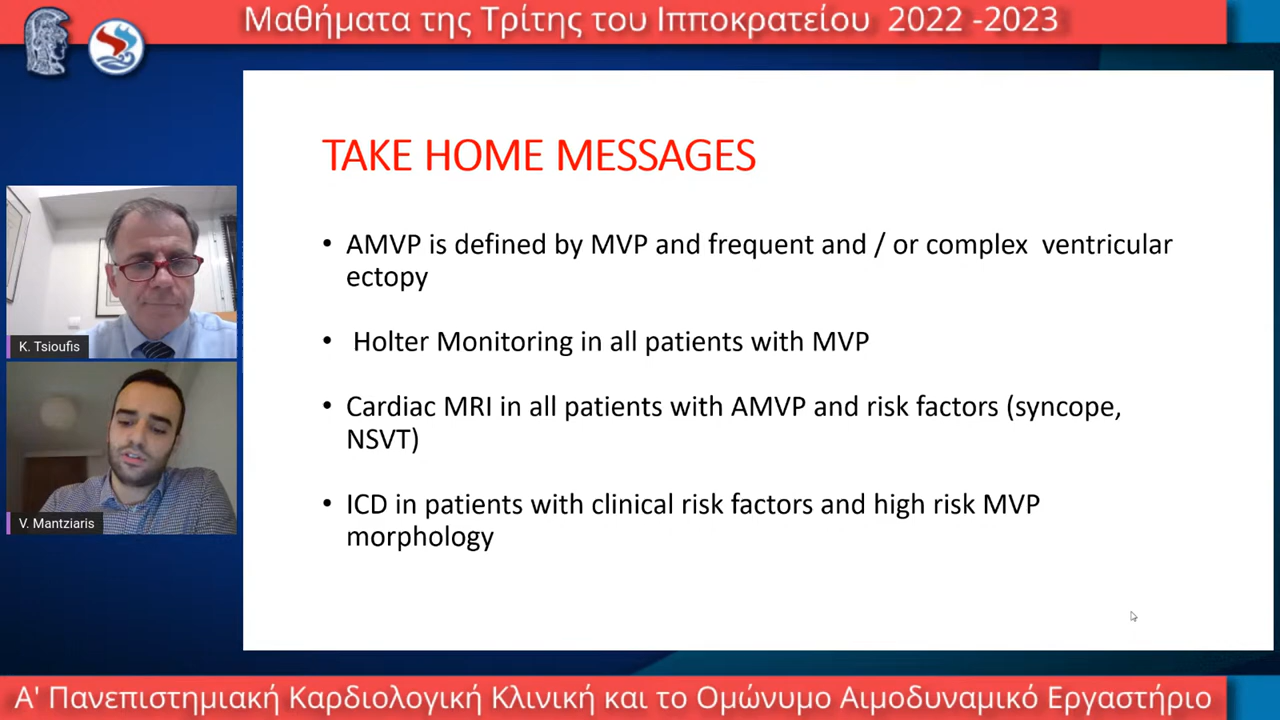 Μαθήματα της Τρίτης του Ιπποκρατείου 2022 -2023
TAKE HOME MESSAGES
• AMVP is defined by MVP and frequent and / or complex ventricular
ectopy
• Holter Monitoring in all patients with MVP
• Cardiac MRI in all patients with AMVP and risk factors (syncope,
NSVT)
• ICD in patients with clinical risk factors and high risk MVP
morphology
K. Tsioufis
V. Mantziaris
Α' Πανεπιστημιακή Καρδιολογική Κλινική και το Ομώνυμο Αιμοδυναμικό Εργαστήριο